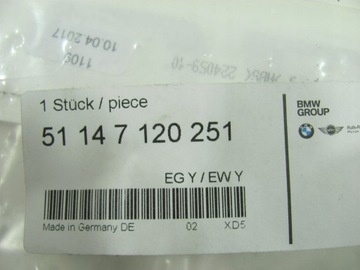 10.04.2017
1 Stück / piece
51 14 7 120 251
EG Y / EW Y
Made in Germany DE 02 XD5
BMW
GROUP